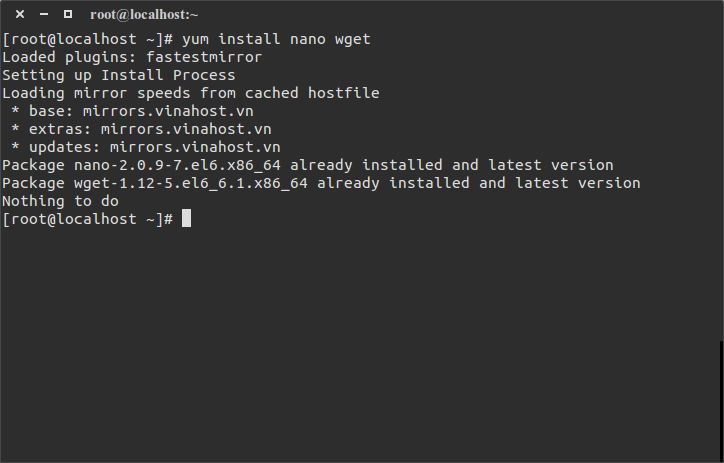 root@localhost:~
[root@localhost ~]# yum install nano wget
Loaded plugins: fastestmirror
Setting up Install Process
Loading mirror speeds from cached hostfile
 * base: mirrors.vinahost.vn
 * extras: mirrors.vinahost.vn
 * updates: mirrors.vinahost.vn
Package nano-2.0.9-7.el6.x86_64 already installed and latest version
Package wget-1.12-5.el6_6.1.x86_64 already installed and latest version
Nothing to do
[root@localhost ~]#